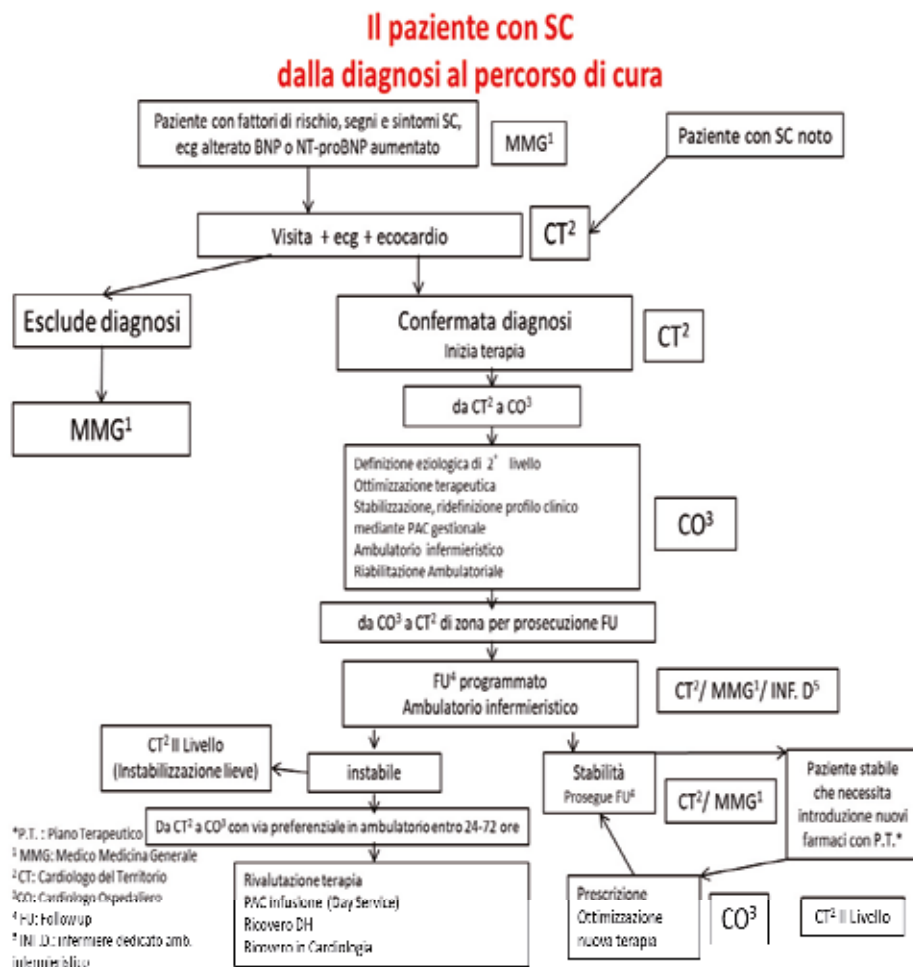 Il paziente con SC
dalla diagnosi al percorso di cura
Paziente con fattori di rischio, segni e sintomi SC,
ecg alterato BNP o NT-proBNP aumentato
MMG¹
Paziente con SC noto
Visita + ecg + ecocardio
CT²
Esclude diagnosi
Confermata diagnosi
Inizia terapia
CT²
MMG¹
da CT² a CO³
Definizione eziologica di 2° livello
Ottimizzazione terapeutica
Stabilizzazione, ridefinizione profilo clinico
mediante PAC gestionale
Ambulatorio infermieristico
Riabilitazione Ambulatoriale
CO³
da CO³ a CT² di zona per prosecuzione FU
FU⁴ programmato
Ambulatorio infermieristico
CT²/ MMG¹/ INF. D⁵
CT² II Livello
(Instabilizzazione lieve)
instabile
Stabilità
Prosegue FU⁴
CT²/ MMG¹
Paziente stabile
che necessita
introduzione nuovi
farmaci con P.T.*
Da CT² a CO³ con via preferenziale in ambulatorio entro 24-72 ore
Rivalutazione terapia
PAC infusione (Day Service)
Ricovero DH
Ricovero in Cardiologia
Prescrizione
Ottimizzazione
nuova terapia
CO³
CT² II Livello
*P.T. : Piano Terapeutico
¹ MMG: Medico Medicina Generale
² CT: Cardiologo del Territorio
³CO: Cardiologo Ospedaliero
⁴ FU: Follow up
⁵ INF.D.: infermiere dedicato amb.
infermieristico